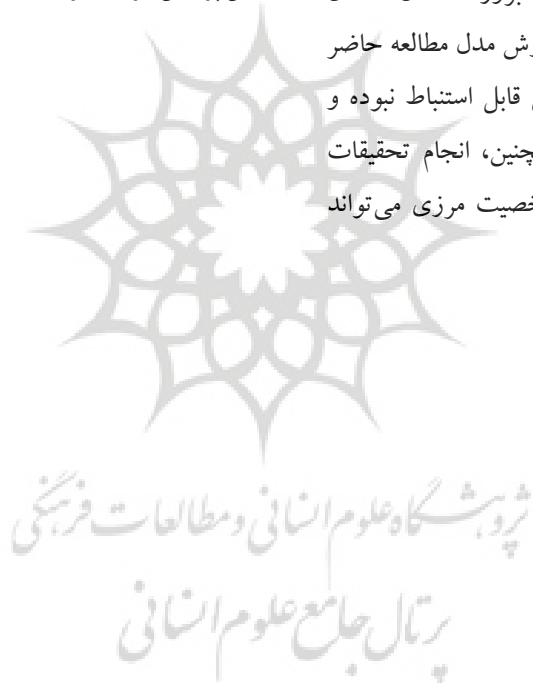 رش مدل مطالعه حاضر
قابل استنباط نبوده و
چنین، انجام تحقیقات
خصیت مرزی می‌تواند
پژوهشگاه علوم انسانی و مطالعات فرهنگی
پرتال جامع علوم انسانی